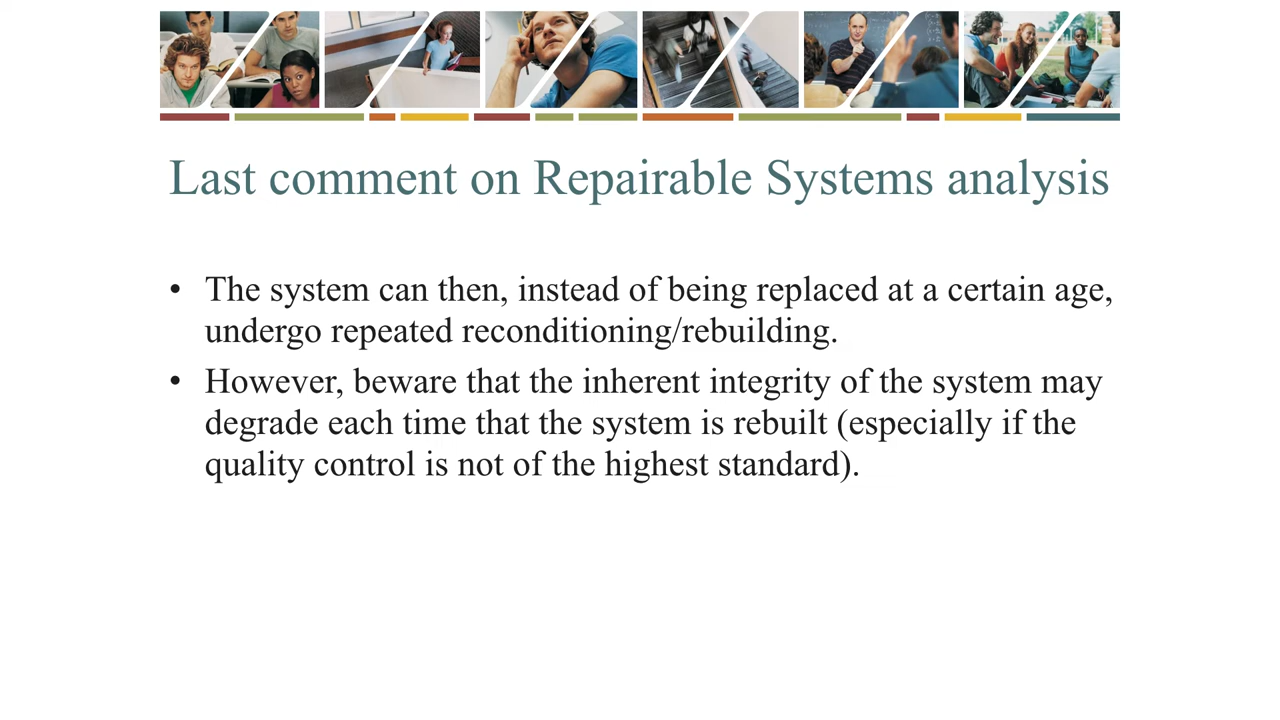 Last comment on Repairable Systems analysis
• The system can then, instead of being replaced at a certain age,
undergo repeated reconditioning/rebuilding.
• However, beware that the inherent integrity of the system may
degrade each time that the system is rebuilt (especially if the
quality control is not of the highest standard).